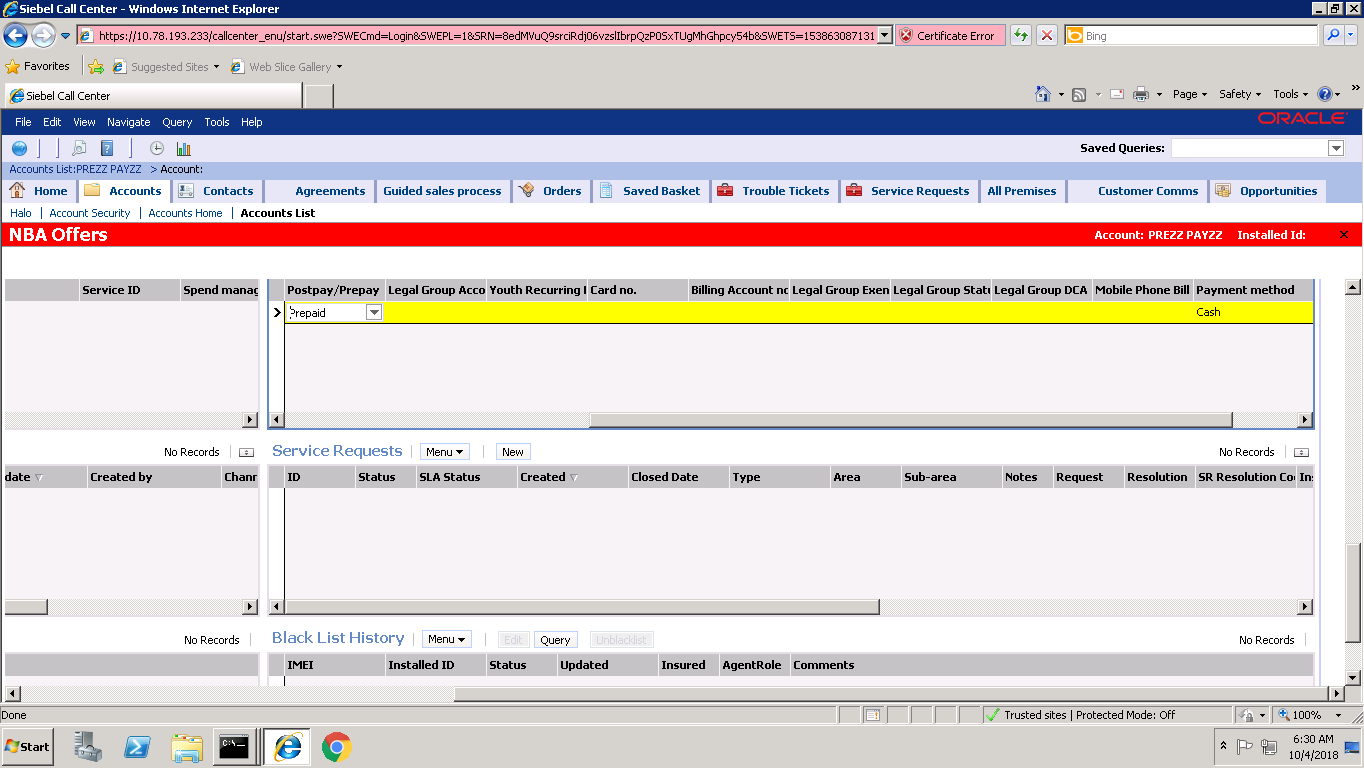 Siebel Call Center - Windows Internet Explorer
https://10.78.193.233/callcenter_enu/start.swe?SWECmd=Login&SWEPL=1&SRN=8edMVuQ9srciRdj06vzslIbrpQzP0SxTUgMhGhpcy54b&SWETS=153863087131
Certificate Error
Bing
Favorites Suggested Sites Web Slice Gallery
Siebel Call Center
Page Safety Tools »
File Edit View Navigate Query Tools Help
ORACLE
Saved Queries:
Accounts List:PREZZ PAYZZ > Account:
Home Accounts Contacts Agreements Guided sales process Orders Saved Basket Trouble Tickets Service Requests All Premises Customer Comms Opportunities
Halo | Account Security | Accounts Home | Accounts List
NBA Offers Account: PREZZ PAYZZ Installed Id:
Service ID Spend manag Postpay/Prepay Legal Group Acco Youth Recurring Card no. Billing Account no Legal Group Exen Legal Group Statu Legal Group DCA Mobile Phone Bill Payment method
Prepaid Cash
No Records Service Requests Menu New No Records
date Created by Chann ID Status SLA Status Created Closed Date Type Area Sub-area Notes Request Resolution SR Resolution Co Ins
No Records Black List History Menu Edit Query Unblacklist No Records
IMEI Installed ID Status Updated Insured AgentRole Comments
Done Trusted sites | Protected Mode: Off 100%
Start
C:\
6:30 AM
10/4/2018